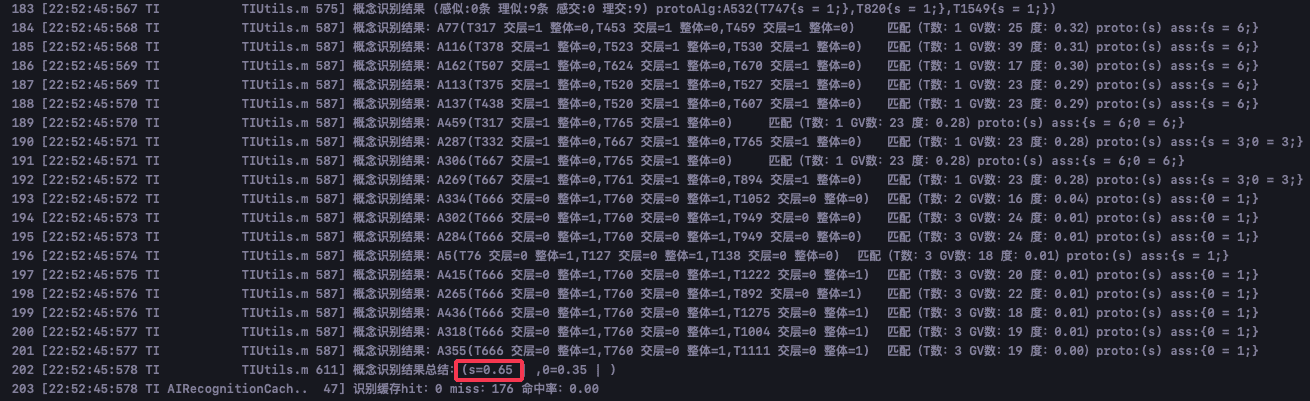 183 [22:52:45:567 TI TIUtils.m 575] 概念识别结果 (感似:0条 理似:9条 感交:0 理交:9) protoAlg:A532(T747{s = 1;},T820{s = 1;},T1549{s = 1;})
184 [22:52:45:568 TI TIUtils.m 587] 概念识别结果: A77(T317 交层=1 整体=0,T453 交层=1 整体=0,T459 交层=1 整体=0) 匹配 (T数: 1 GV数: 25 度: 0.32) proto:(s) ass:{s = 6;}
185 [22:52:45:568 TI TIUtils.m 587] 概念识别结果: A116(T378 交层=1 整体=0,T523 交层=1 整体=0,T530 交层=1 整体=0) 匹配 (T数: 1 GV数: 39 度: 0.31) proto:(s) ass:{s = 6;}
186 [22:52:45:569 TI TIUtils.m 587] 概念识别结果: A162(T507 交层=1 整体=0,T624 交层=1 整体=0,T670 交层=1 整体=0) 匹配 (T数: 1 GV数: 17 度: 0.30) proto:(s) ass:{s = 6;}
187 [22:52:45:569 TI TIUtils.m 587] 概念识别结果: A113(T375 交层=1 整体=0,T520 交层=1 整体=0,T527 交层=1 整体=0) 匹配 (T数: 1 GV数: 23 度: 0.29) proto:(s) ass:{s = 6;}
188 [22:52:45:570 TI TIUtils.m 587] 概念识别结果: A137(T438 交层=1 整体=0,T520 交层=1 整体=0,T607 交层=1 整体=0) 匹配 (T数: 1 GV数: 23 度: 0.29) proto:(s) ass:{s = 6;}
189 [22:52:45:570 TI TIUtils.m 587] 概念识别结果: A459(T317 交层=1 整体=0,T765 交层=1 整体=0) 匹配 (T数: 1 GV数: 23 度: 0.28) proto:(s) ass:{s = 6;0 = 6;}
190 [22:52:45:571 TI TIUtils.m 587] 概念识别结果: A287(T332 交层=1 整体=0,T667 交层=1 整体=0,T765 交层=1 整体=0) 匹配 (T数: 1 GV数: 23 度: 0.28) proto:(s) ass:{s = 3;0 = 3;}
191 [22:52:45:571 TI TIUtils.m 587] 概念识别结果: A306(T667 交层=1 整体=0,T765 交层=1 整体=0) 匹配 (T数: 1 GV数: 23 度: 0.28) proto:(s) ass:{s = 6;0 = 6;}
192 [22:52:45:572 TI TIUtils.m 587] 概念识别结果: A269(T667 交层=1 整体=0,T761 交层=1 整体=0,T894 交层=1 整体=0) 匹配 (T数: 1 GV数: 23 度: 0.28) proto:(s) ass:{s = 3;0 = 3;}
193 [22:52:45:572 TI TIUtils.m 587] 概念识别结果: A334(T666 交层=0 整体=1,T760 交层=0 整体=1,T1052 交层=0 整体=0) 匹配 (T数: 2 GV数: 16 度: 0.04) proto:(s) ass:{0 = 1;}
194 [22:52:45:573 TI TIUtils.m 587] 概念识别结果: A302(T666 交层=0 整体=1,T760 交层=0 整体=1,T949 交层=0 整体=0) 匹配 (T数: 3 GV数: 24 度: 0.01) proto:(s) ass:{0 = 1;}
195 [22:52:45:573 TI TIUtils.m 587] 概念识别结果: A284(T666 交层=0 整体=1,T760 交层=0 整体=1,T949 交层=0 整体=0) 匹配 (T数: 3 GV数: 24 度: 0.01) proto:(s) ass:{0 = 1;}
196 [22:52:45:574 TI TIUtils.m 587] 概念识别结果: A5(T76 交层=0 整体=1,T127 交层=0 整体=1,T138 交层=0 整体=0) 匹配 (T数: 3 GV数: 18 度: 0.01) proto:(s) ass:{s = 1;}
197 [22:52:45:575 TI TIUtils.m 587] 概念识别结果: A415(T666 交层=0 整体=1,T760 交层=0 整体=1,T1222 交层=0 整体=1) 匹配 (T数: 3 GV数: 20 度: 0.01) proto:(s) ass:{0 = 1;}
198 [22:52:45:576 TI TIUtils.m 587] 概念识别结果: A265(T666 交层=0 整体=1,T760 交层=0 整体=1,T892 交层=0 整体=1) 匹配 (T数: 3 GV数: 22 度: 0.01) proto:(s) ass:{0 = 1;}
199 [22:52:45:576 TI TIUtils.m 587] 概念识别结果: A436(T666 交层=0 整体=1,T760 交层=0 整体=1,T1275 交层=0 整体=1) 匹配 (T数: 3 GV数: 18 度: 0.01) proto:(s) ass:{0 = 1;}
200 [22:52:45:577 TI TIUtils.m 587] 概念识别结果: A318(T666 交层=0 整体=1,T760 交层=0 整体=1,T1004 交层=0 整体=1) 匹配 (T数: 3 GV数: 19 度: 0.01) proto:(s) ass:{0 = 1;}
201 [22:52:45:577 TI TIUtils.m 587] 概念识别结果: A355(T666 交层=0 整体=1,T760 交层=0 整体=1,T1111 交层=0 整体=1) 匹配 (T数: 3 GV数: 19 度: 0.00) proto:(s) ass:{0 = 1;}
202 [22:52:45:578 TI TIUtils.m 611] 概念识别结果总结: (s=0.65 ,0=0.35 | )
203 [22:52:45:578 TI AIRecognitionCach.. 47] 识别缓存hit: 0 miss: 176 命中率: 0.00